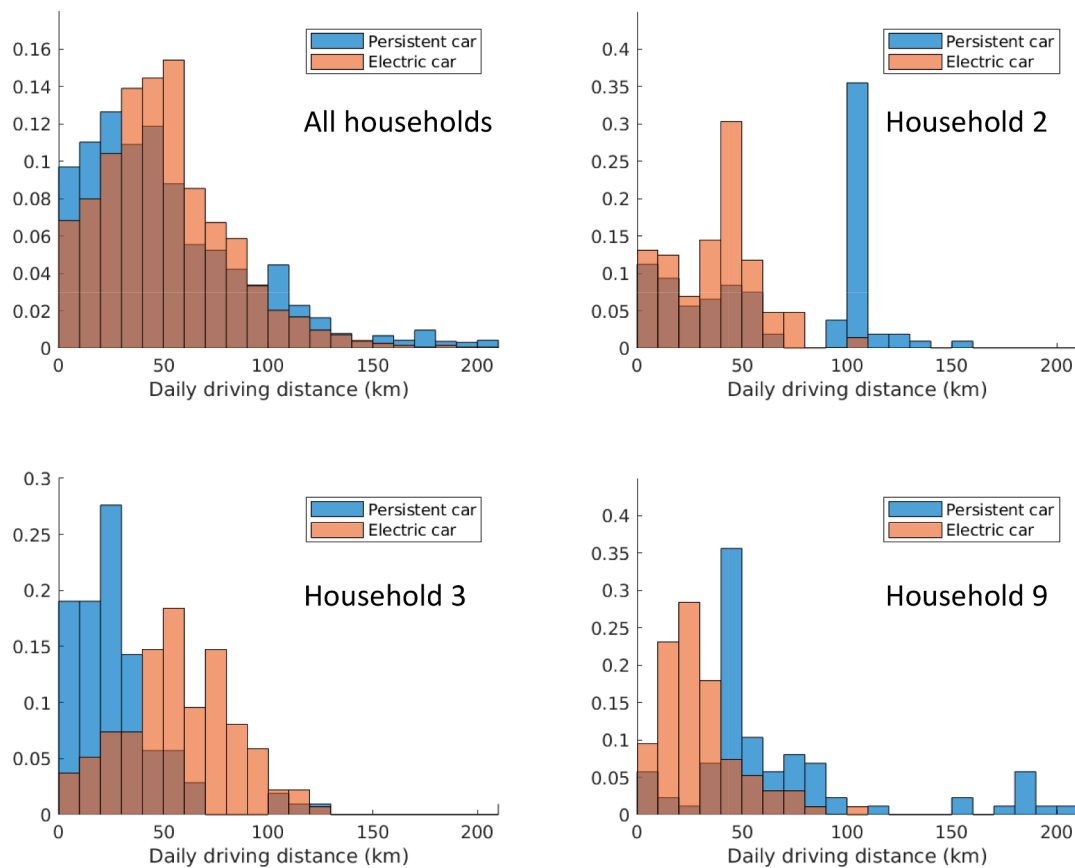 Persistent car
Electric car
All households
0.16
0.14
0.12
0.1
0.08
0.06
0.04
0.02
0
0 50 100 150 200
Daily driving distance (km)
Persistent car
Electric car
Household 2
0.4
0.35
0.3
0.25
0.2
0.15
0.1
0.05
0
0 50 100 150 200
Daily driving distance (km)
Persistent car
Electric car
Household 3
0.3
0.25
0.2
0.15
0.1
0.05
0
0 50 100 150 200
Daily driving distance (km)
Persistent car
Electric car
Household 9
0.4
0.35
0.3
0.25
0.2
0.15
0.1
0.05
0
0 50 100 150 200
Daily driving distance (km)